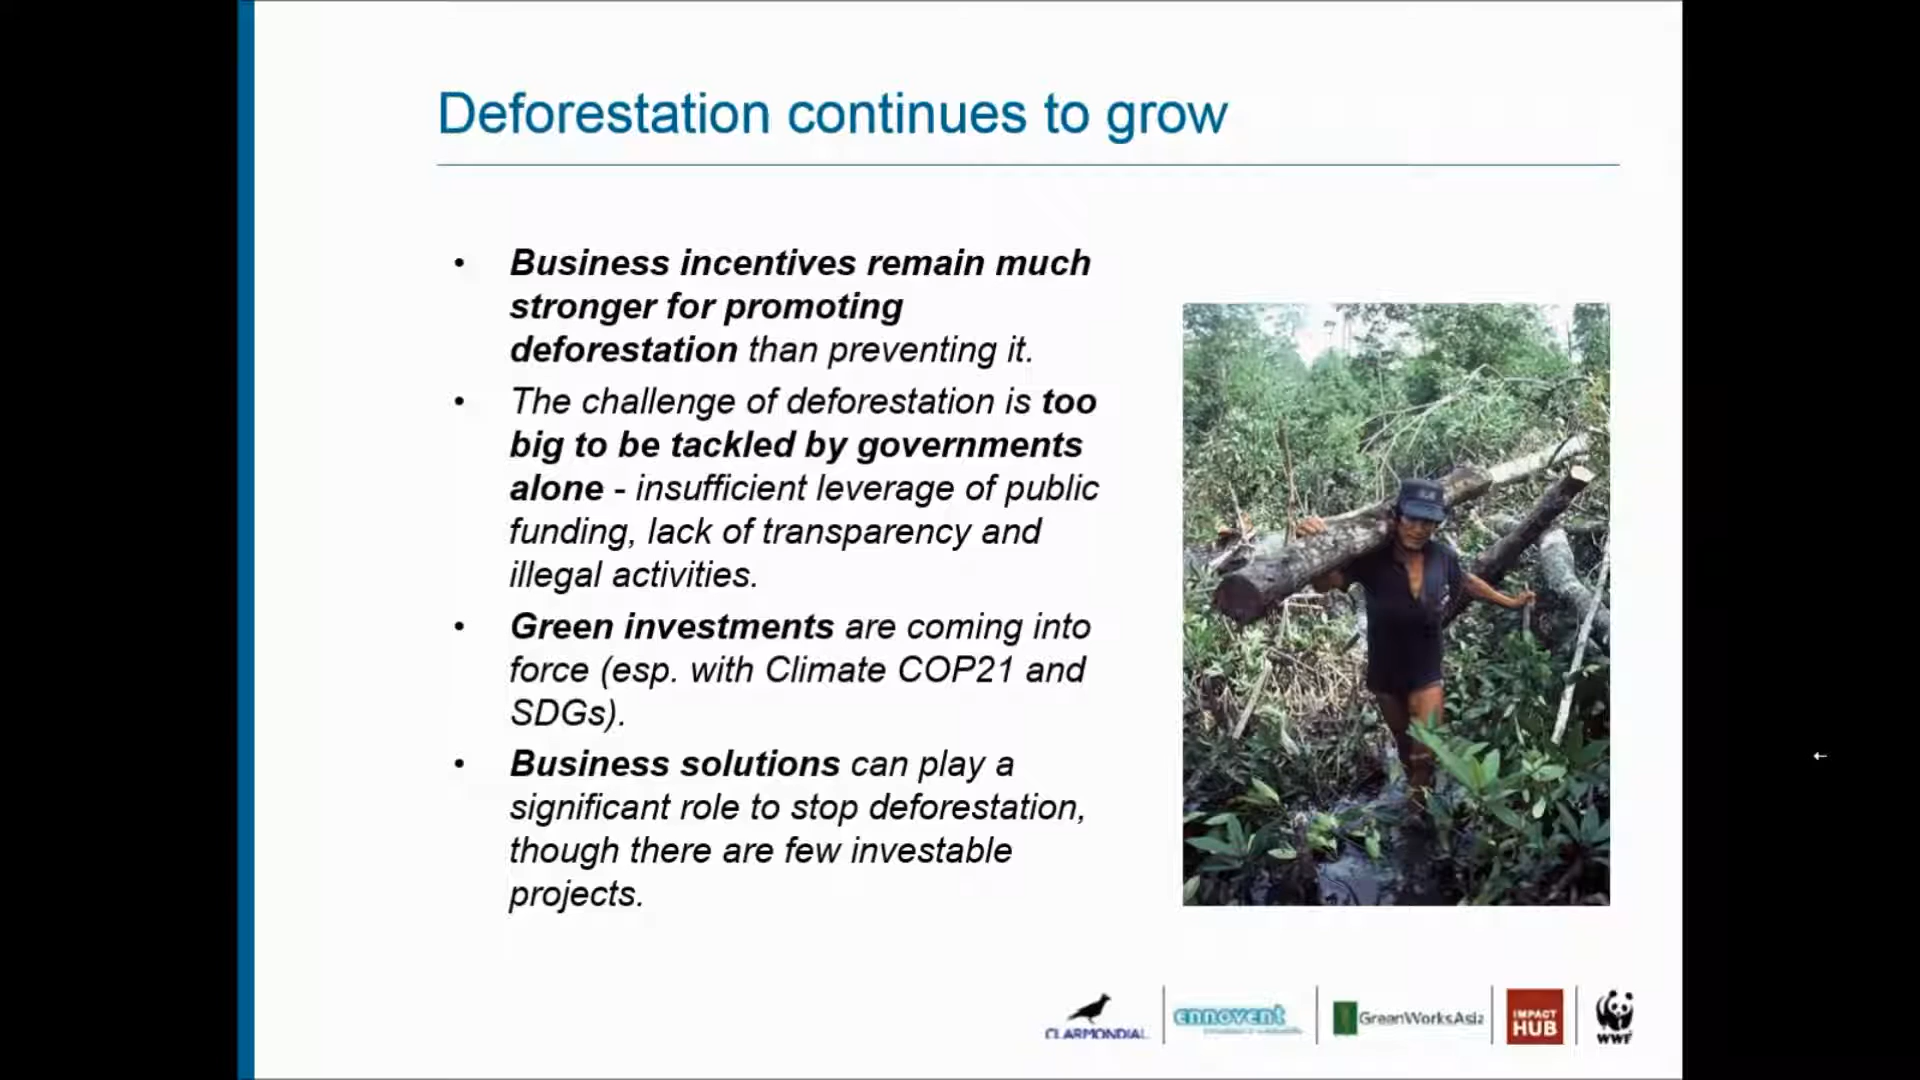 Deforestation continues to grow
• Business incentives remain much
stronger for promoting
deforestation than preventing it.
• The challenge of deforestation is too
big to be tackled by governments
alone - insufficient leverage of public
funding, lack of transparency and
illegal activities.
• Green investments are coming into
force (esp. with Climate COP21 and
SDGs).
• Business solutions can play a
significant role to stop deforestation,
though there are few investable
projects.
CLARMONDIAL
ennovent
GreenWorksAsia
IMPACT
HUB
WWF